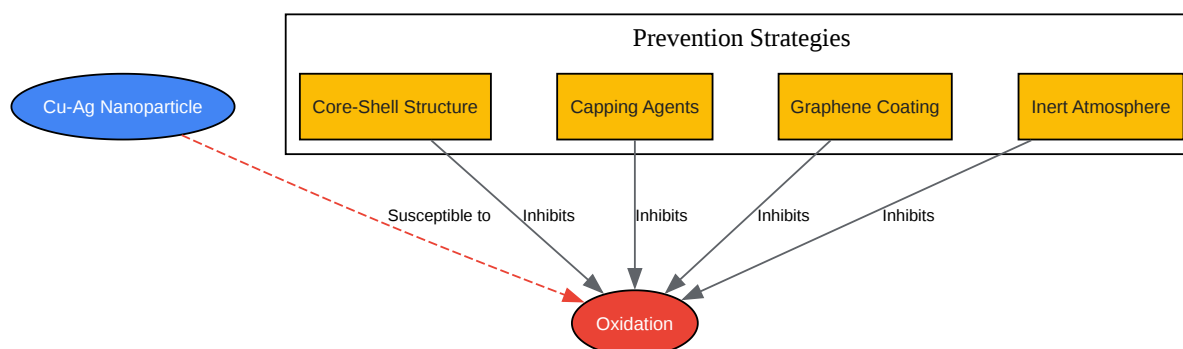 Prevention Strategies
Cu-Ag Nanoparticle
Core-Shell Structure
Capping Agents
Graphene Coating
Inert Atmosphere
Susceptible to
Inhibits
Inhibits
Inhibits
Inhibits
Oxidation